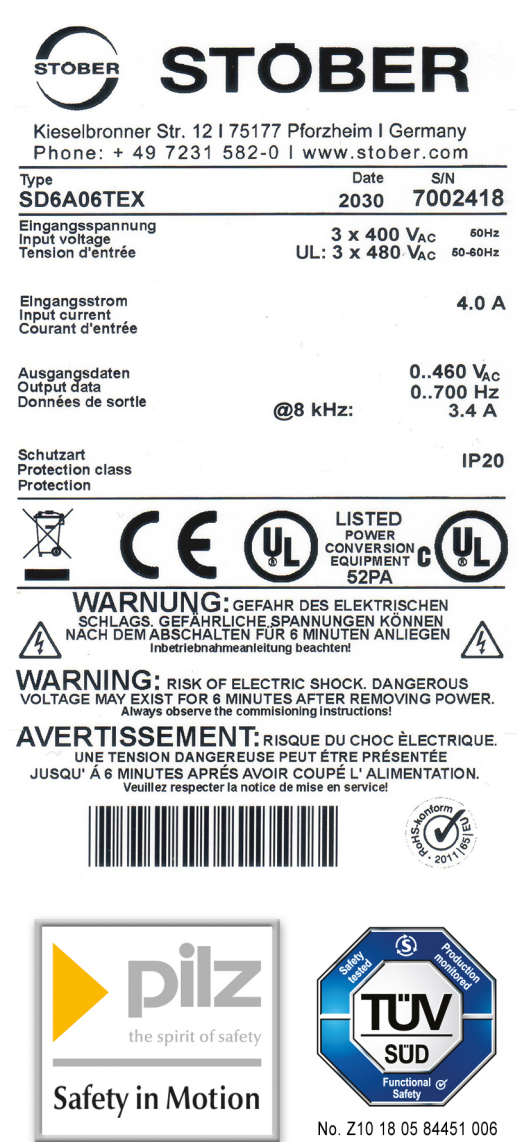 STÖBER
STÖBER
Kieselbronner Str. 12 I 75177 Pforzheim I Germany
Phone: + 49 7231 582-0 I www.stober.com
Type Date S/N
SD6A06TEX 2030 7002418
Eingangsspannung
Input voltage 3 x 400 VAC 50Hz
Tension d'entrée UL: 3 x 480 VAC 50-60Hz
Eingangsstrom 4.0 A
Input current
Courant d'entrée
Ausgangsdaten 0..460 VAC
Output data 0..700 Hz
Données de sortie @8 kHz: 3.4 A
Schutzart IP20
Protection class
Protection
CE UL ® LISTED C UL ®
POWER
CONVERSION
EQUIPMENT
52PA
WARNUNG: GEFAHR DES ELEKTRISCHEN
SCHLAGS. GEFÄHRLICHE SPANNUNGEN KÖNNEN
NACH DEM ABSCHALTEN FÜR 6 MINUTEN ANLIEGEN
Inbetriebnahmeanleitung beachten!
WARNING: RISK OF ELECTRIC SHOCK. DANGEROUS
VOLTAGE MAY EXIST FOR 6 MINUTES AFTER REMOVING POWER.
Always observe the commisioning instructions!
AVERTISSEMENT: RISQUE DU CHOC ÈLECTRIQUE.
UNE TENSION DANGEREUSE PEUT ÉTRE PRÉSENTÉE
JUSQU' Á 6 MINUTES APRÉS AVOIR COUPÉ L' ALIMENTATION.
Veuillez respecter la notice de mise en service!
RoHS-konform · 2011|65|EU
pilz
the spirit of safety
Safety in Motion
Safety tested
Production monitored
TÜV
SÜD
Functional
Safety
No. Z10 18 05 84451 006